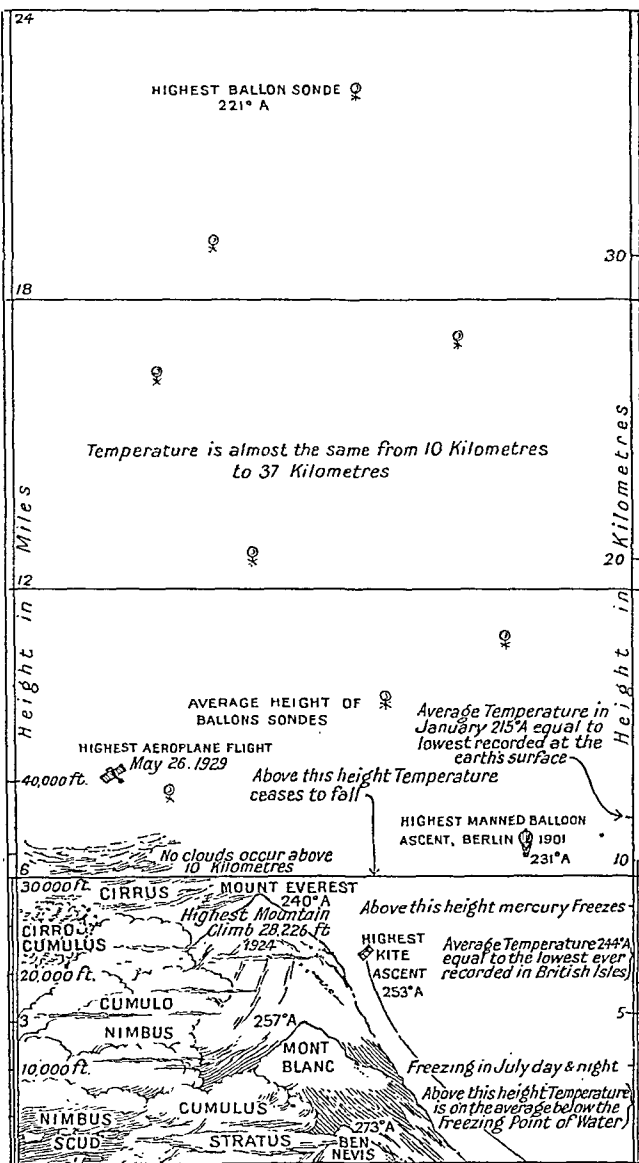 24
HIGHEST BALLON SONDE
221° A
30
18
Temperature is almost the same from 10 Kilometres
to 37 Kilometres
Height in Miles
Height in Kilometres
20
12
AVERAGE HEIGHT OF
BALLONS SONDES
Average Temperature in
January 215°A equal to
lowest recorded at the
earth's surface
HIGHEST AEROPLANE FLIGHT
May 26. 1929
40,000 ft.
Above this height Temperature
ceases to fall
HIGHEST MANNED BALLOON
ASCENT, BERLIN 1901
231°A
No clouds occur above
10 Kilometres
10
6
30000 ft.
CIRRUS
MOUNT EVEREST
240°A
Highest Mountain
Climb 28,226 ft
1924
Above this height mercury Freezes
CIRRO
CUMULUS
HIGHEST
KITE
ASCENT
253°A
Average Temperature 244°A
equal to the lowest ever
recorded in British Isles
20,000 ft.
CUMULO
NIMBUS
257°A
3
5
MONT
BLANC
10,000 ft.
Freezing in July day & night
CUMULUS
Above this height Temperature
is on the average below the
Freezing Point of Water
NIMBUS
SCUD
STRATUS
273°A
BEN
NEVIS